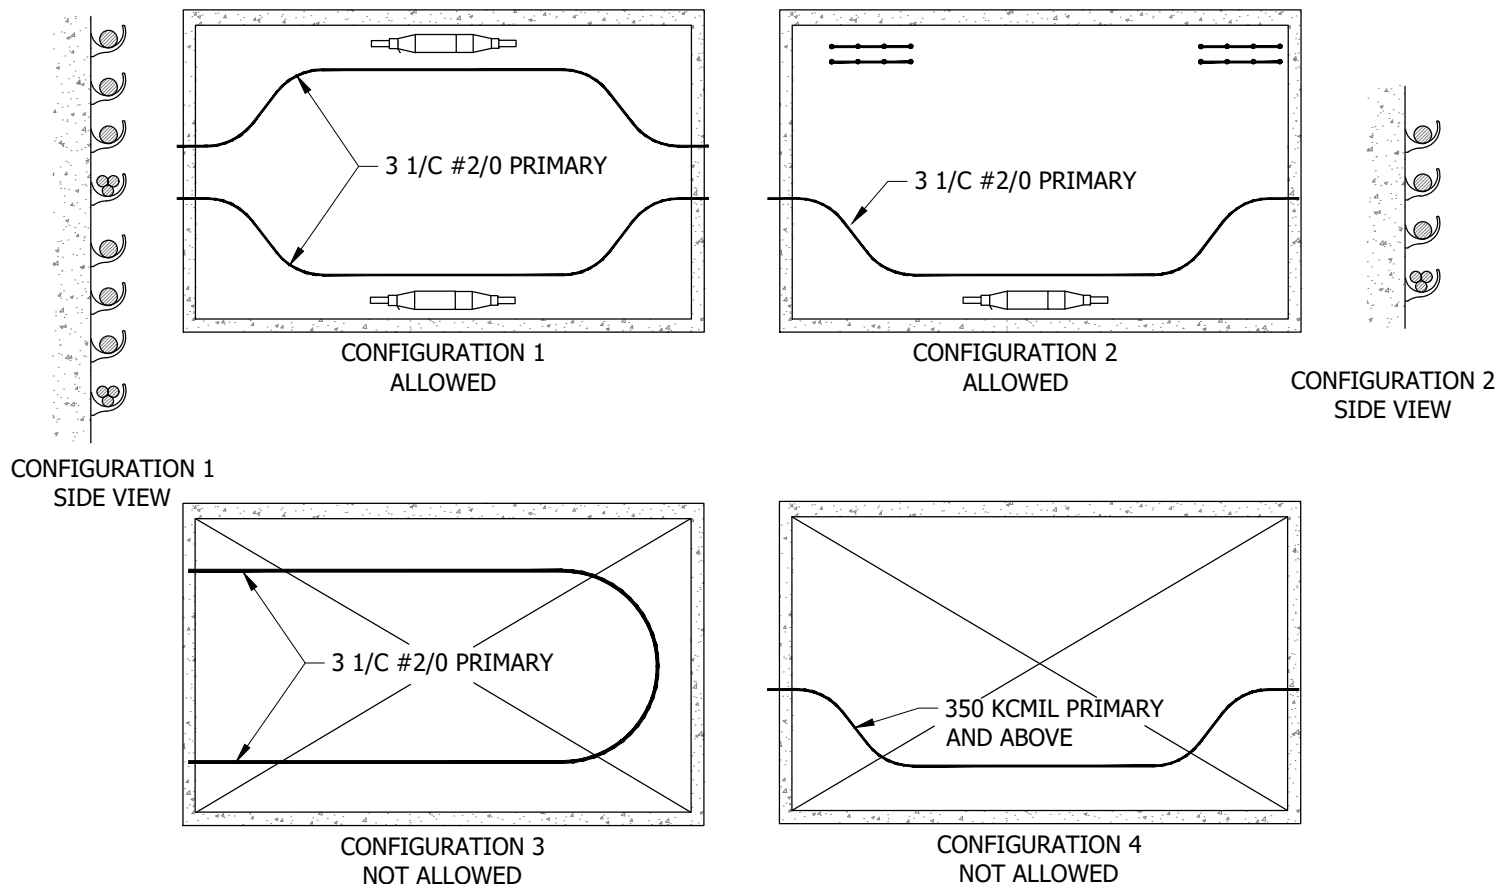 3 1/C #2/0 PRIMARY
3 1/C #2/0 PRIMARY
CONFIGURATION 1
ALLOWED
CONFIGURATION 2
ALLOWED
CONFIGURATION 2
SIDE VIEW
CONFIGURATION 1
SIDE VIEW
3 1/C #2/0 PRIMARY
350 KCMIL PRIMARY
AND ABOVE
CONFIGURATION 3
NOT ALLOWED
CONFIGURATION 4
NOT ALLOWED